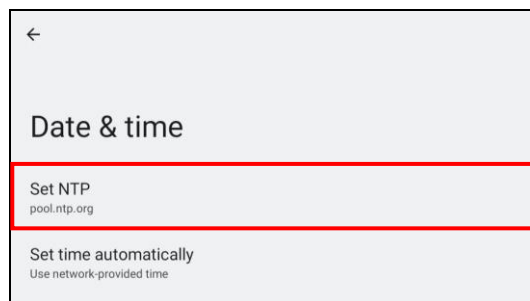 Date & time
Set NTP
pool.ntp.org
Set time automatically
Use network-provided time